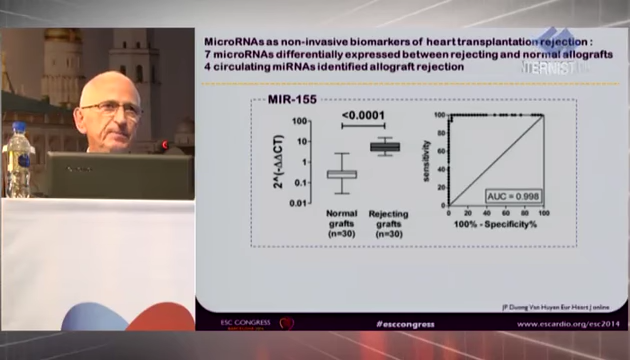 MicroRNAs as non-invasive biomarkers of heart transplantation rejection :
7 microRNAs differentially expressed between rejecting and normal allografts
4 circulating miRNAs identified allograft rejection
MIR-155
<0.0001
2^(-ΔΔCT)
100
10
1
0.1
0.01
Normal
grafts
(n=30)
Rejecting
grafts
(n=30)
sensitivity
100
80
60
40
20
0
0 20 40 60 80 100
AUC = 0.998
100% - Specificity%
JP Duong Van Huyen Eur Heart J online
ESC CONGRESS
#esccongress
www.escardio.org/esc2014